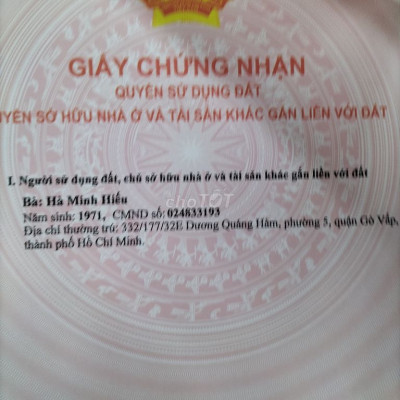 GIẤY CHỨNG NHẬN
QUYỀN SỬ DỤNG ĐẤT
UYỀN SỞ HỮU NHÀ Ở VÀ TÀI SẢN KHÁC GẮN LIỀN VỚI ĐẤT
I. Người sử dụng đất, chủ sở hữu nhà ở và tài sản khác gắn liền với đất
choTỐT
Bà: Hà Minh Hiếu
Năm sinh: 1971, CMND số: 024833193
Địa chỉ thường trú: 332/177/32E Dương Quảng Hàm, phường 5, quận Gò Vấp,
thành phố Hồ Chí Minh.